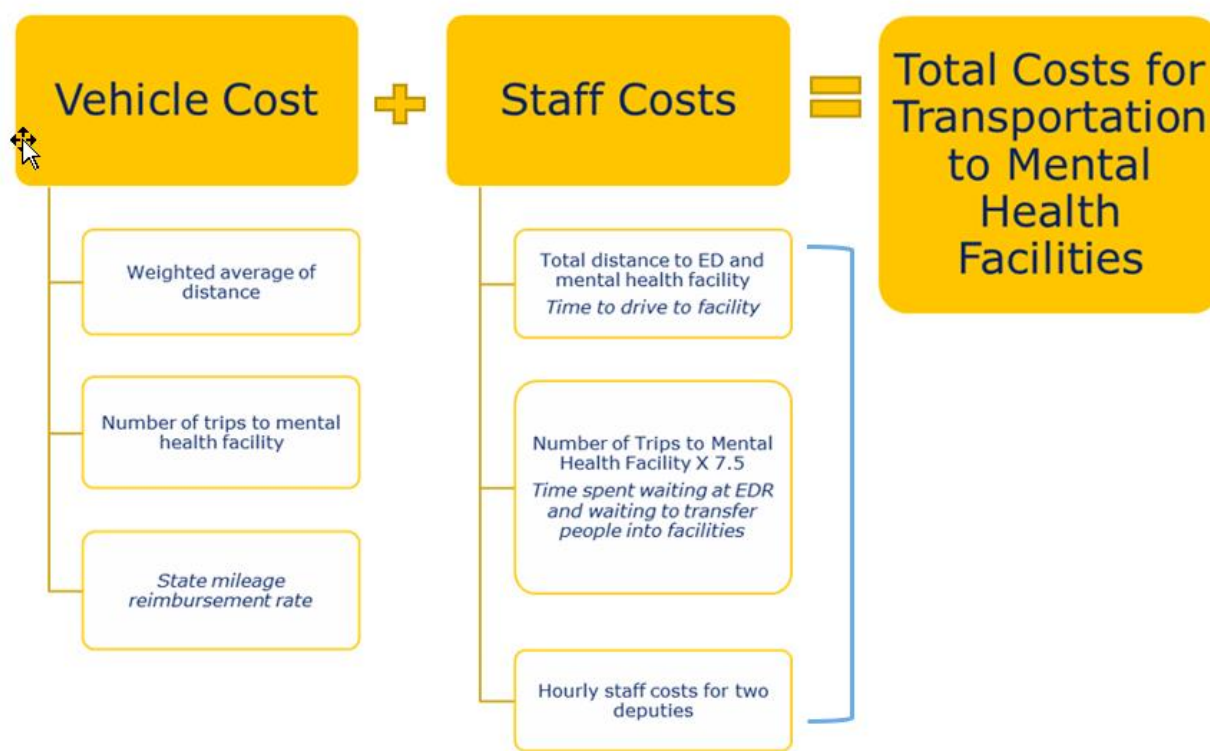 Vehicle Cost
+
Staff Costs
=
Total Costs for
Transportation
to Mental
Health
Facilities
Weighted average of
distance
Number of trips to mental
health facility
State mileage
reimbursement rate
Total distance to ED and
mental health facility
Time to drive to facility
Number of Trips to Mental
Health Facility X 7.5
Time spent waiting at EDR
and waiting to transfer
people into facilities
Hourly staff costs for two
deputies